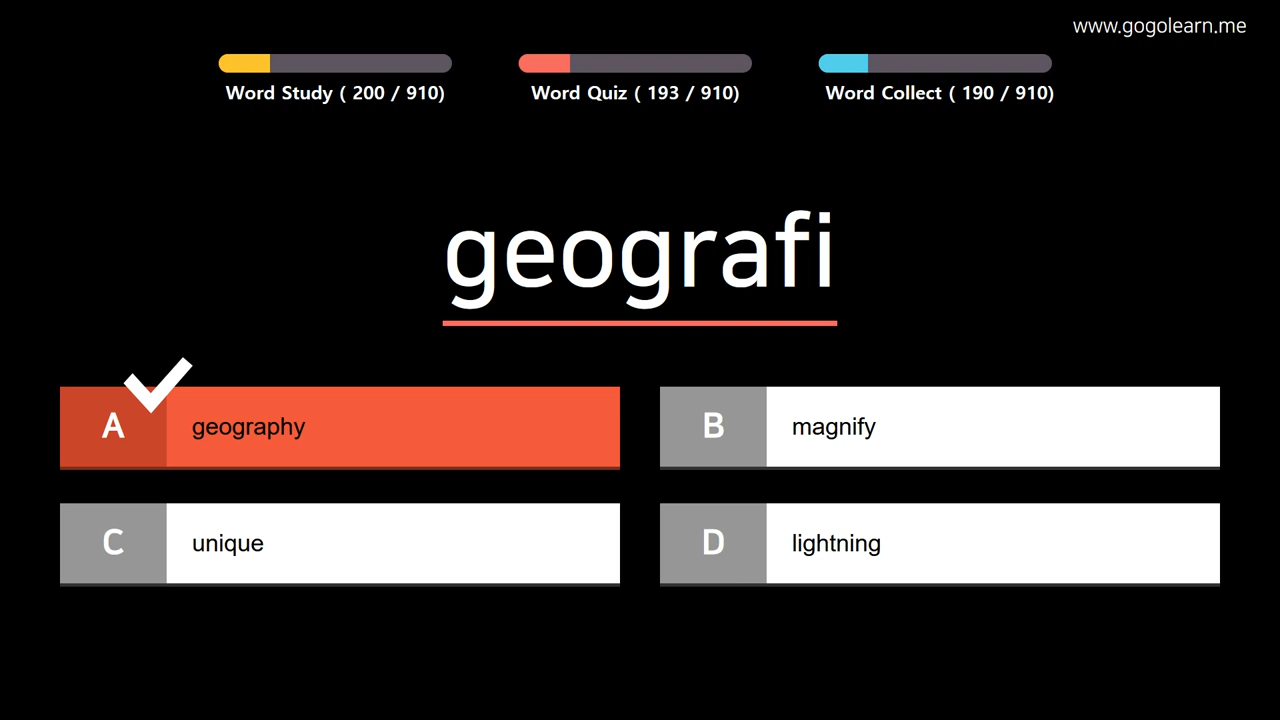 www.gogolearn.me
Word Study ( 200 / 910)
Word Quiz ( 193 / 910)
Word Collect ( 190 / 910)
geografi
A geography
B magnify
C unique
D lightning